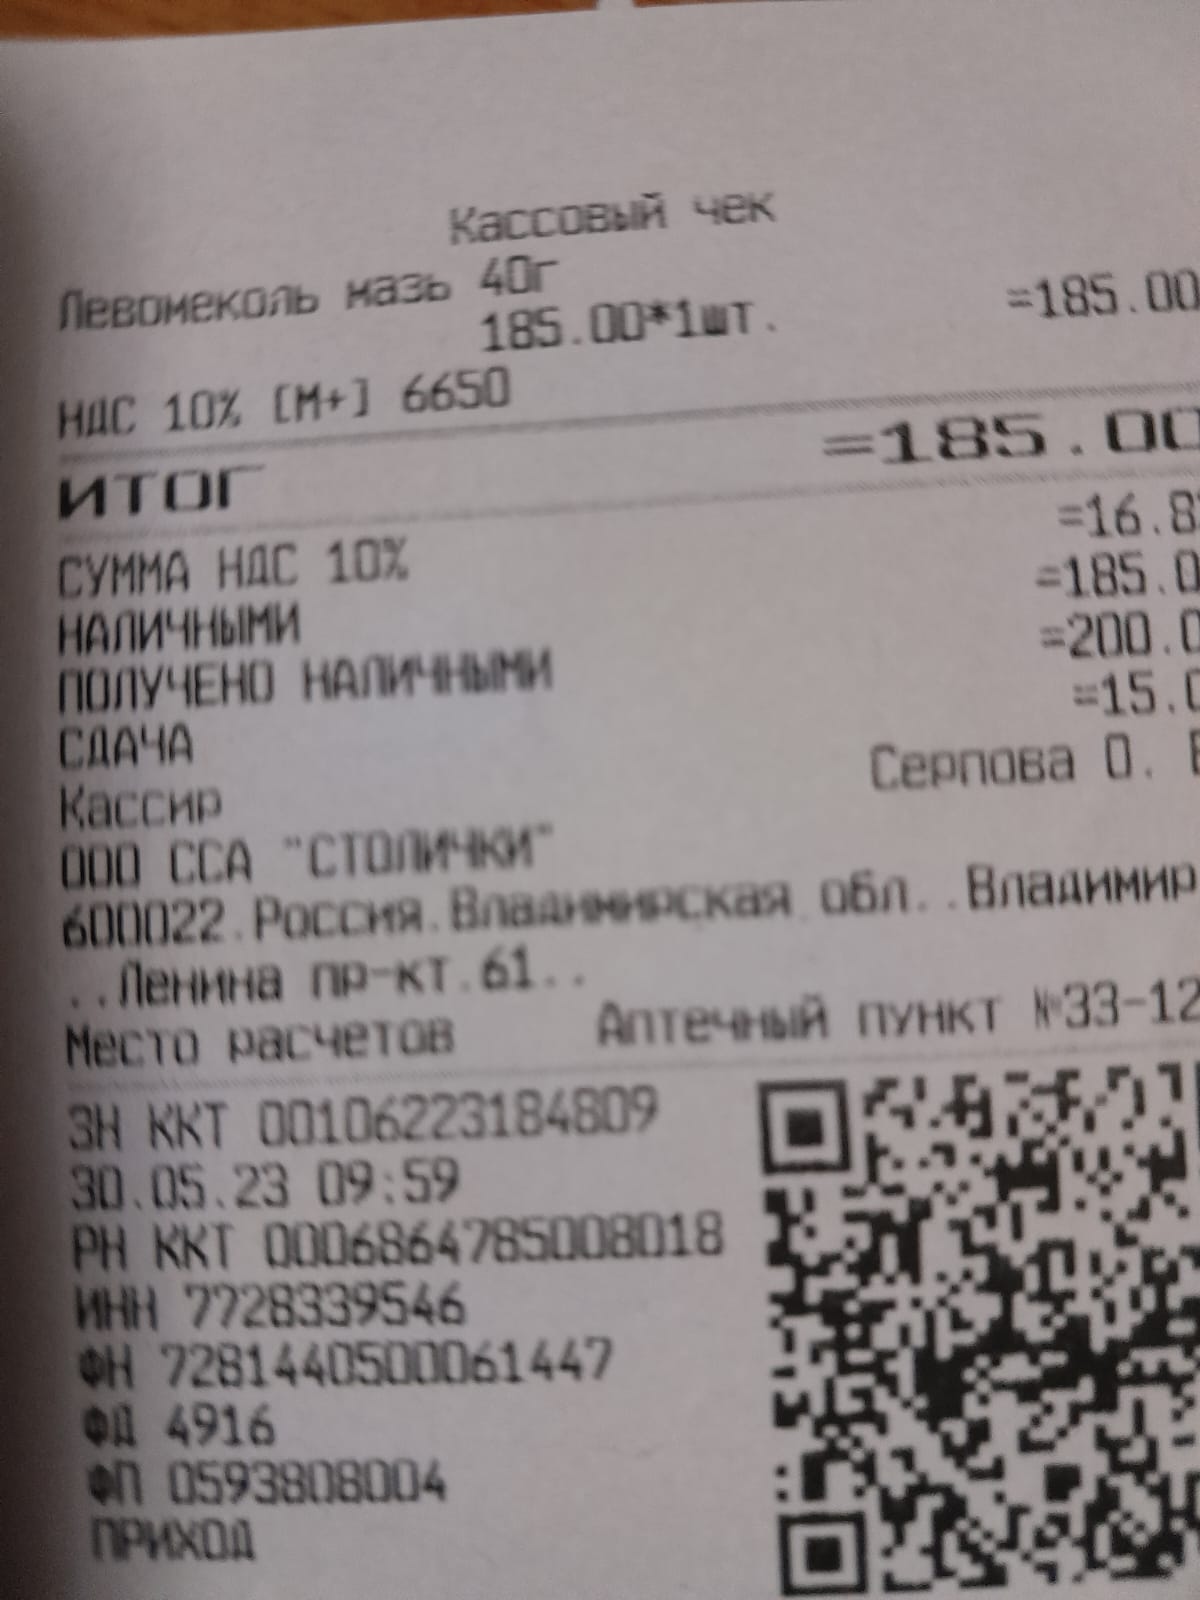 Кассовый чек
Левомеколь мазь 40г
185.00*1шт. =185.00
НДС 10% [М+] 6650
ИТОГ =185.00
СУММА НДС 10% =16.8
НАЛИЧНЫМИ =185.0
ПОЛУЧЕНО НАЛИЧНЫМИ =200.0
СДАЧА =15.0
Кассир Серпова О.
ООО ССА "СТОЛИЧКИ"
600022.Россия.Владимирская обл..Владимир
..Ленина пр-кт.61..
Место расчетов Аптечный пункт №33-12
ЗН ККТ 00106223184809
30.05.23 09:59
РН ККТ 0006864785008018
ИНН 7728339546
ФН 7281440500061447
ФД 4916
ФП 0593808004
ПРИХОД